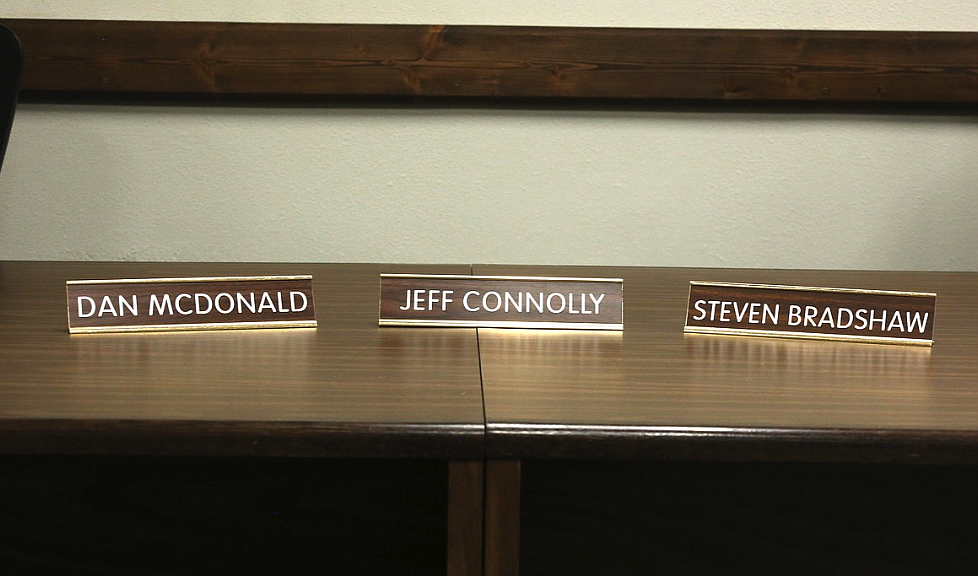 DAN MCDONALD
JEFF CONNOLLY
STEVEN BRADSHAW